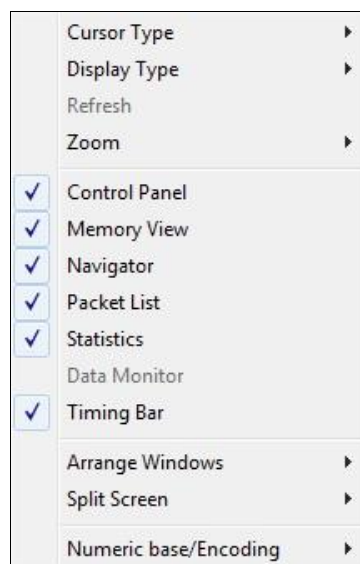 Cursor Type
Display Type
Refresh
Zoom
Control Panel
Memory View
Navigator
Packet List
Statistics
Data Monitor
Timing Bar
Arrange Windows
Split Screen
Numeric base/Encoding